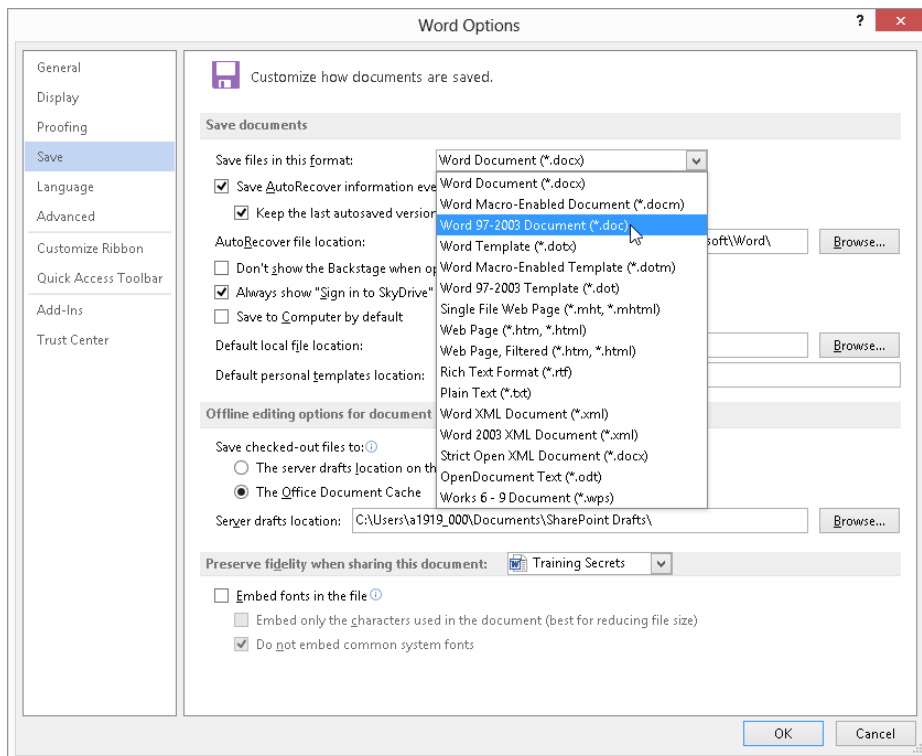 Word Options
?
General
Display
Proofing
Save
Language
Advanced
Customize Ribbon
Quick Access Toolbar
Add-Ins
Trust Center
Customize how documents are saved.
Save documents
Save files in this format: Word Document (*.docx)
Word Document (*.docx)
Word Macro-Enabled Document (*.docm)
Word 97-2003 Document (*.doc)
Word Template (*.dotx)
Word Macro-Enabled Template (*.dotm)
Word 97-2003 Template (*.dot)
Single File Web Page (*.mht, *.mhtml)
Web Page (*.htm, *.html)
Web Page, Filtered (*.htm, *.html)
Rich Text Format (*.rtf)
Plain Text (*.txt)
Word XML Document (*.xml)
Word 2003 XML Document (*.xml)
Strict Open XML Document (*.docx)
OpenDocument Text (*.odt)
Works 6 - 9 Document (*.wps)
Save AutoRecover information eve
Keep the last autosaved version
AutoRecover file location: soft\Word\ Browse...
Don't show the Backstage when op
Always show "Sign in to SkyDrive"
Save to Computer by default
Default local file location: Browse...
Default personal templates location:
Offline editing options for document
Save checked-out files to:
The server drafts location on th
The Office Document Cache
Server drafts location: C:\Users\a1919_000\Documents\SharePoint Drafts\ Browse...
Preserve fidelity when sharing this document: Training Secrets
Embed fonts in the file
Embed only the characters used in the document (best for reducing file size)
Do not embed common system fonts
OK Cancel